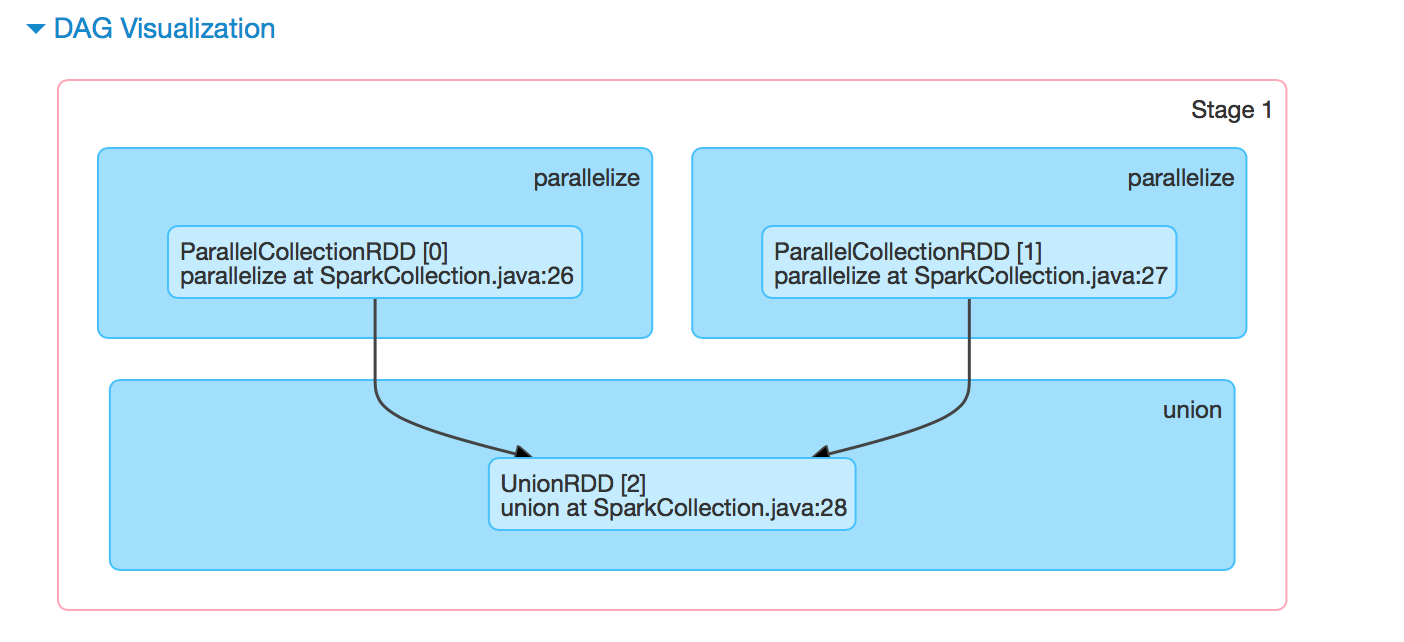 DAG Visualization
Stage 1
parallelize
ParallelCollectionRDD [0]
parallelize at SparkCollection.java:26
parallelize
ParallelCollectionRDD [1]
parallelize at SparkCollection.java:27
union
UnionRDD [2]
union at SparkCollection.java:28